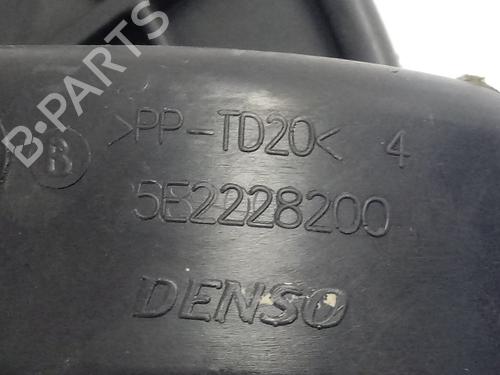 >PP-TD20< 4
B
5E2228200
DENSO
B-PARTS